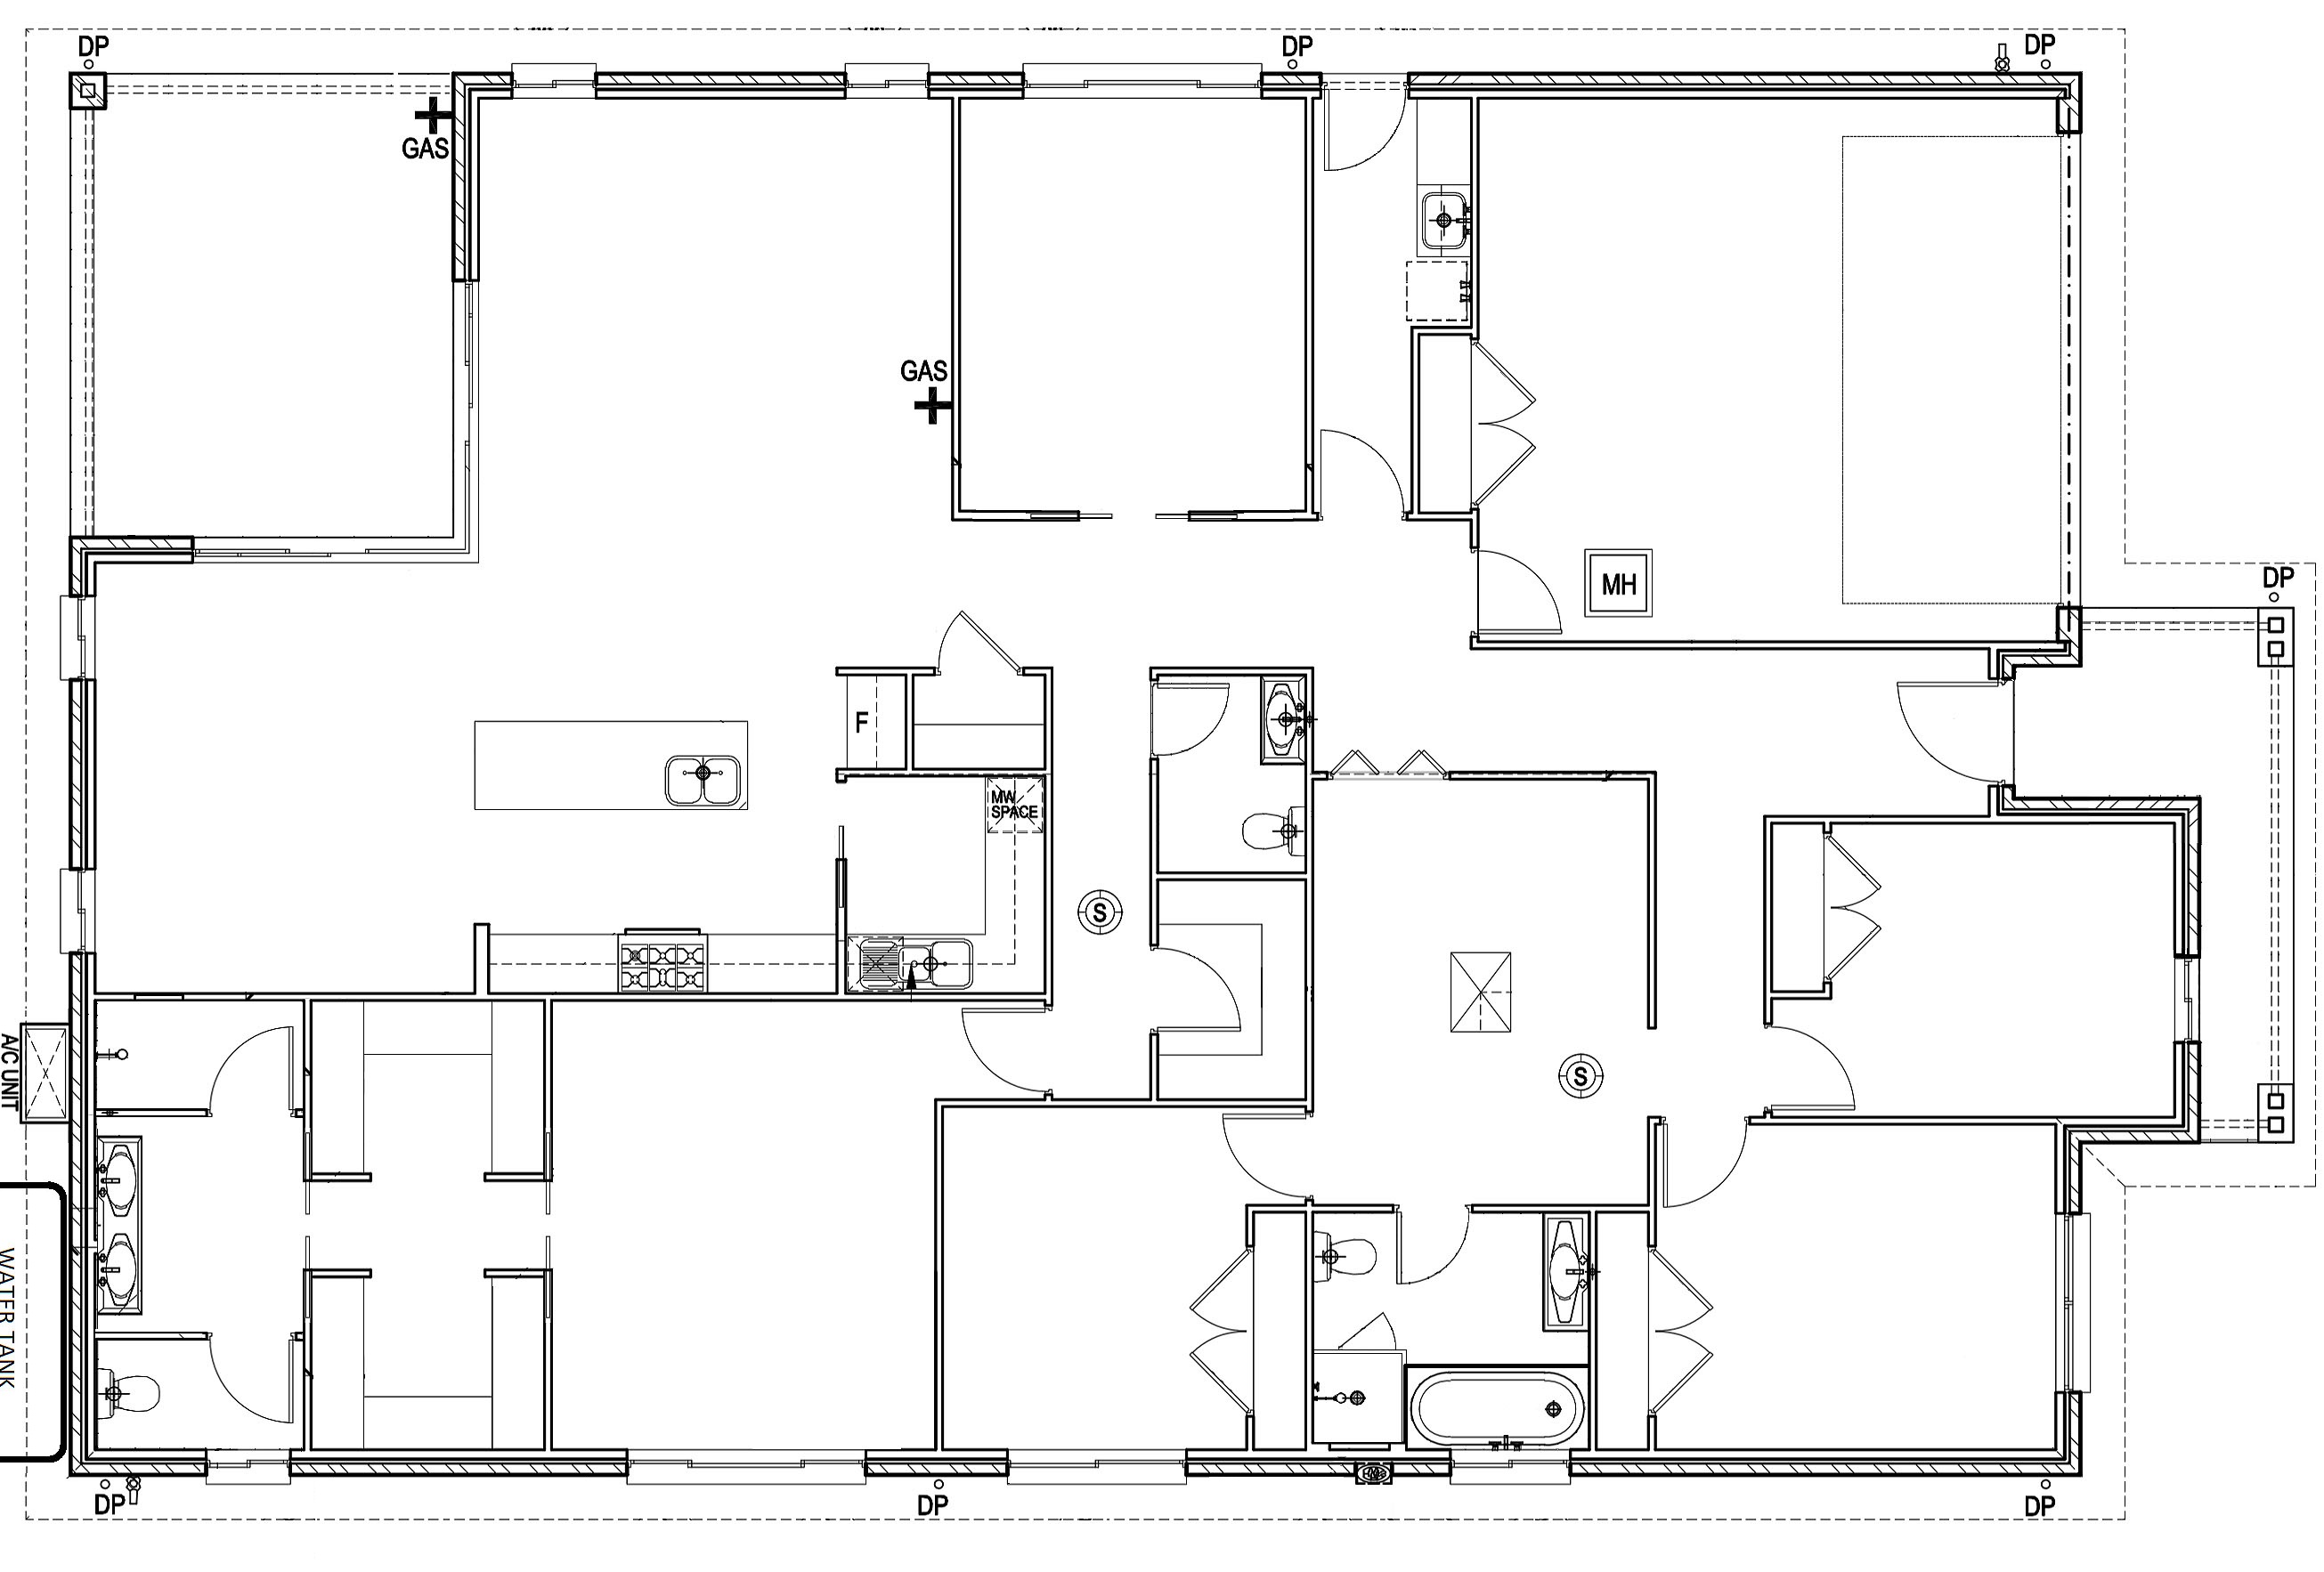 DP
DP
DP
GAS
GAS
MH
DP
F
MW
SPACE
S
S
A/C UNIT
WATER TANK
DP
DP
DP